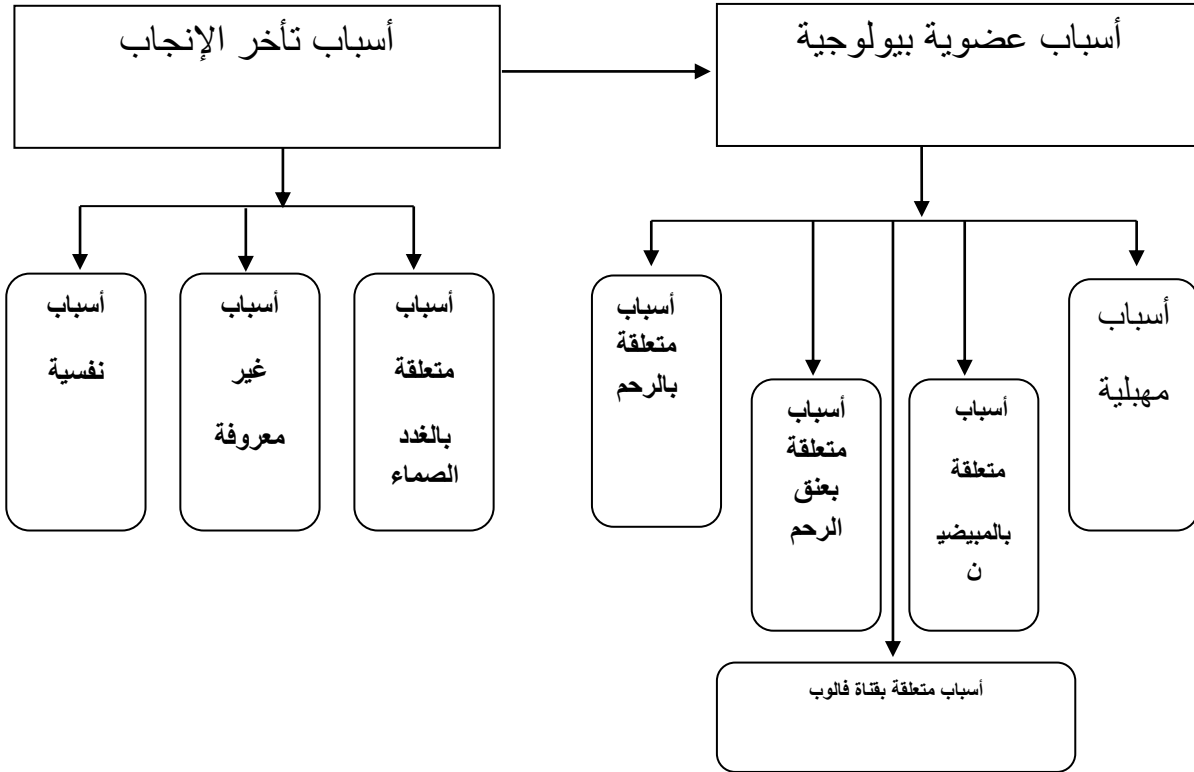 أسباب عضوية بيولوجية
أسباب تأخر الإنجاب
أسباب
مهبلية
أسباب
متعلقة
بالمبيضي
ن
أسباب
متعلقة
بعنق
الرحم
أسباب
متعلقة
بالرحم
أسباب متعلقة بقناة فالوب
أسباب
متعلقة
بالغدد
الصماء
أسباب
غير
معروفة
أسباب
نفسية